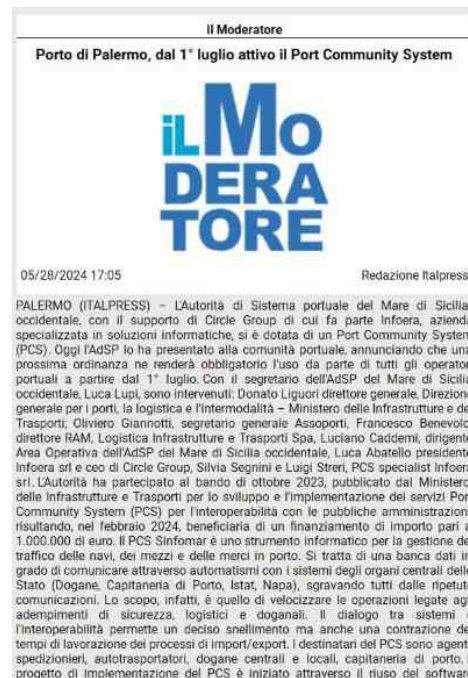 Il Moderatore
Porto di Palermo, dal 1° luglio attivo il Port Community System
iL Mo
DERA
TORE
05/28/2024 17:05
Redazione Italpress
PALERMO (ITALPRESS) – L'Autorità di Sistema portuale del Mare di Sicilia
occidentale, con il supporto di Circle Group di cui fa parte Infoera, azienda
specializzata in soluzioni informatiche, si è dotata di un Port Community System
(PCS). Oggi l'AdSP lo ha presentato alla comunità portuale, annunciando che una
prossima ordinanza ne renderà obbligatorio l'uso da parte di tutti gli operatori
portuali a partire dal 1° luglio. Con il segretario dell'AdSP del Mare di Sicilia
occidentale, Luca Lupi, sono intervenuti: Donato Liguori direttore generale, Direzione
generale per i porti, la logistica e l'intermodalità – Ministero delle Infrastrutture e dei
Trasporti; Oliviero Giannotti, segretario generale Assoporti, Francesco Benevolo
direttore RAM, Logistica Infrastrutture e Trasporti Spa, Luciano Caddemi, dirigente
Area Operativa dell'AdSP del Mare di Sicilia occidentale, Luca Abatello presidente
Infoera srl e ceo di Circle Group, Silvia Segnini e Luigi Streri, PCS specialist Infoera
srl. L'Autorità ha partecipato al bando di ottobre 2023, pubblicato dal Ministero
delle Infrastrutture e Trasporti per lo sviluppo e l'implementazione dei servizi Port
Community System (PCS) per l'interoperabilità con le pubbliche amministrazioni
risultando, nel febbraio 2024, beneficiaria di un finanziamento di importo pari a
1.000.000 di euro. Il PCS Sinfomar è uno strumento informatico per la gestione del
traffico delle navi, dei mezzi e delle merci in porto. Si tratta di una banca dati in
grado di comunicare attraverso automatismi con i sistemi degli organi centrali dello
Stato (Dogane, Capitaneria di Porto, Istat, Napa), sgravando tutti dalle ripetute
comunicazioni. Lo scopo, infatti, è quello di velocizzare le operazioni legate agli
adempimenti di sicurezza, logistici e doganali. Il dialogo tra sistemi e
l'interoperabilità permette un deciso snellimento ma anche una contrazione dei
tempi di lavorazione dei processi di import/export. I destinatari del PCS sono agenti
spedizionieri, autotrasportatori, dogane centrali e locali, capitaneria di porto.
progetto di implementazione del PCS è iniziato attraverso il riuso del software